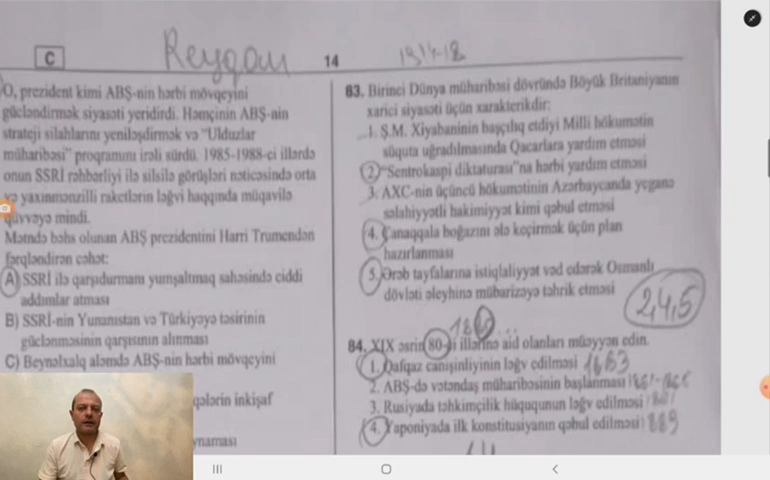 C
Reyqan
14
1914-18
O, prezident kimi ABŞ-nin hərbi mövqeyini
gücləndirmək siyasəti yeridirdi. Həmçinin ABŞ-nin
strateji silahlarını yeniləşdirmək və "Ulduzlar
müharibəsi" proqramını irəli sürdü. 1985-1988-ci illərdə
onun SSRİ rəhbərliyi ilə silsilə görüşləri nəticəsində orta
və yaxınmənzilli raketlərin ləğvi haqqında müqavilə
qüvvəyə mindi.
Mətndə bəhs olunan ABŞ prezidentini Harri Trumendən
fərqləndirən cəhət:
A) SSRİ ilə qarşıdurmanı yumşaltmaq sahəsində ciddi
addımlar atması
B) SSRİ-nin Yunanıstan və Türkiyəyə təsirinin
güclənməsinin qarşısının alınması
C) Beynəlxalq aləmdə ABŞ-nin hərbi mövqeyini
qələrin inkişaf
ynaması
83. Birinci Dünya müharibəsi dövründə Böyük Britaniyanın
xarici siyasəti üçün xarakterikdir:
1. Ş.M. Xiyabaninin başçılıq etdiyi Milli hökumətin
süquta uğradılmasında Qacarlara yardım etməsi
2. "Sentrokaspi diktaturası"na hərbi yardım etməsi
3. AXC-nin üçüncü hökumətinin Azərbaycanda yeganə
səlahiyyətli hakimiyyət kimi qəbul etməsi
4. Çanaqqala boğazını ələ keçirmək üçün plan
hazırlanması
5. Ərəb tayfalarına istiqlaliyyət vəd edərək Osmanlı
dövləti əleyhinə mübarizəyə təhrik etməsi
2,4,5
84. XIX əsrin 80-ci illərinə aid olanları müəyyən edin.
1. Qafqaz canişinliyinin ləğv edilməsi 1883
2. ABŞ-də vətəndaş müharibəsinin başlanması
3. Rusiyada təhkimçilik hüququnun ləğv edilməsi
4. Yaponiyada ilk konstitusiyanın qəbul edilməsi 1889